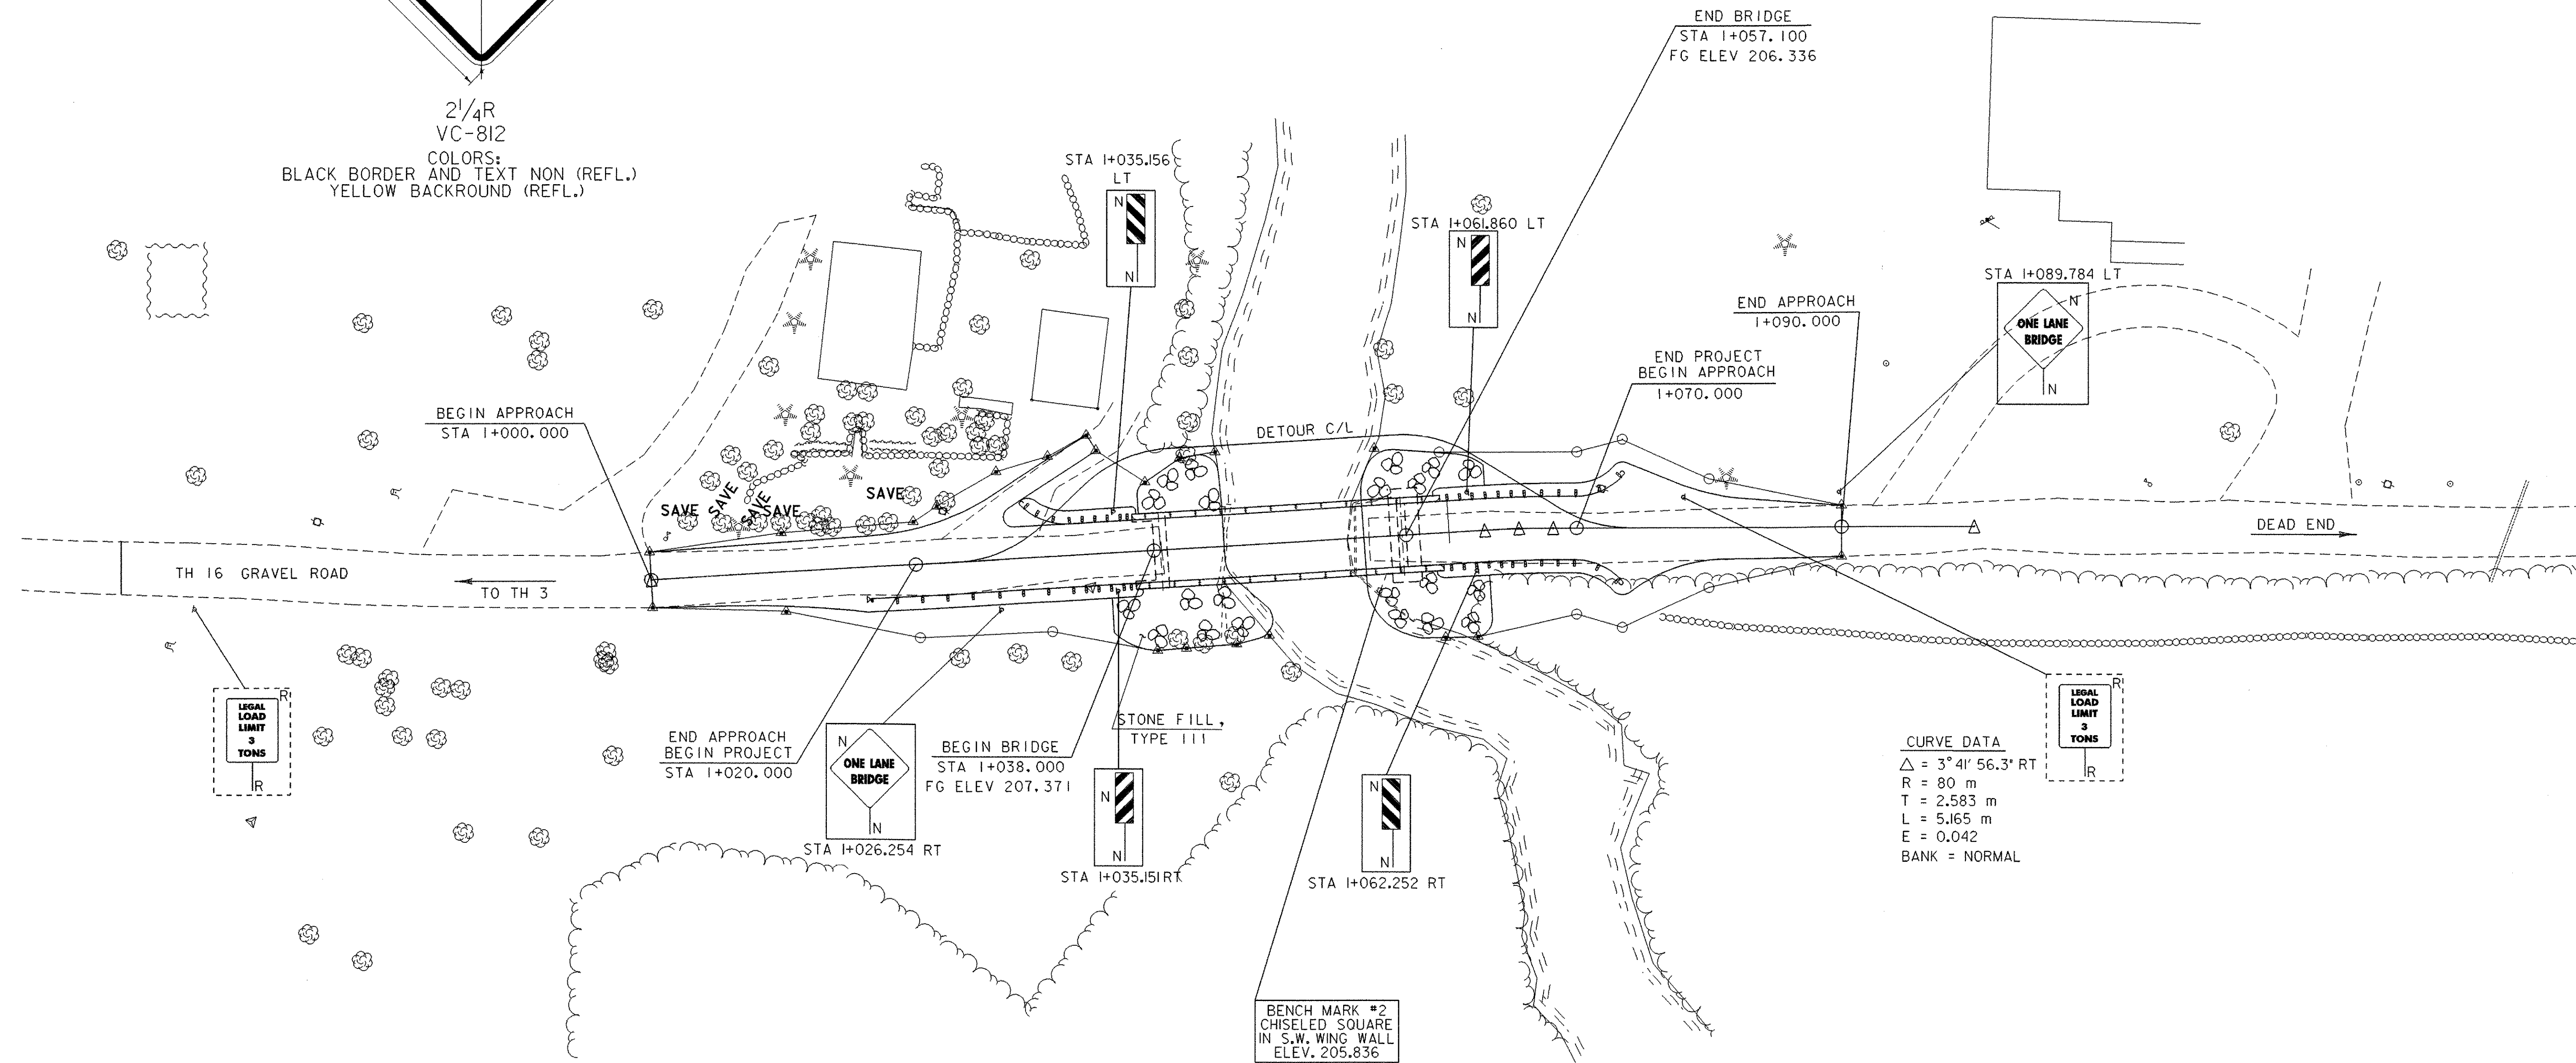 2 1/4R
VC-812
COLORS:
BLACK BORDER AND TEXT NON (REFL.)
YELLOW BACKROUND (REFL.)
END BRIDGE
STA 1+057.100
FG ELEV 206.336
STA 1+035.156
LT
N
N
STA 1+061.860 LT
N
N
STA 1+089.784 LT
N
ONE LANE
BRIDGE
N
END APPROACH
1+090.000
END PROJECT
BEGIN APPROACH
1+070.000
BEGIN APPROACH
STA 1+000.000
DETOUR C/L
SAVE
SAVE
SAVE
SAVE
SAVE
DEAD END
TH 16 GRAVEL ROAD
TO TH 3
R
LEGAL
LOAD
LIMIT
3
TONS
R
END APPROACH
BEGIN PROJECT
STA 1+020.000
N
ONE LANE
BRIDGE
N
STA 1+026.254 RT
BEGIN BRIDGE
STA 1+038.000
FG ELEV 207.371
STONE FILL,
TYPE III
N
N
STA 1+035.151 RT
N
N
STA 1+062.252 RT
R
LEGAL
LOAD
LIMIT
3
TONS
R
CURVE DATA
△ = 3° 41' 56.3" RT
R = 80 m
T = 2.583 m
L = 5.165 m
E = 0.042
BANK = NORMAL
BENCH MARK #2
CHISELED SQUARE
IN S.W. WING WALL
ELEV. 205.836